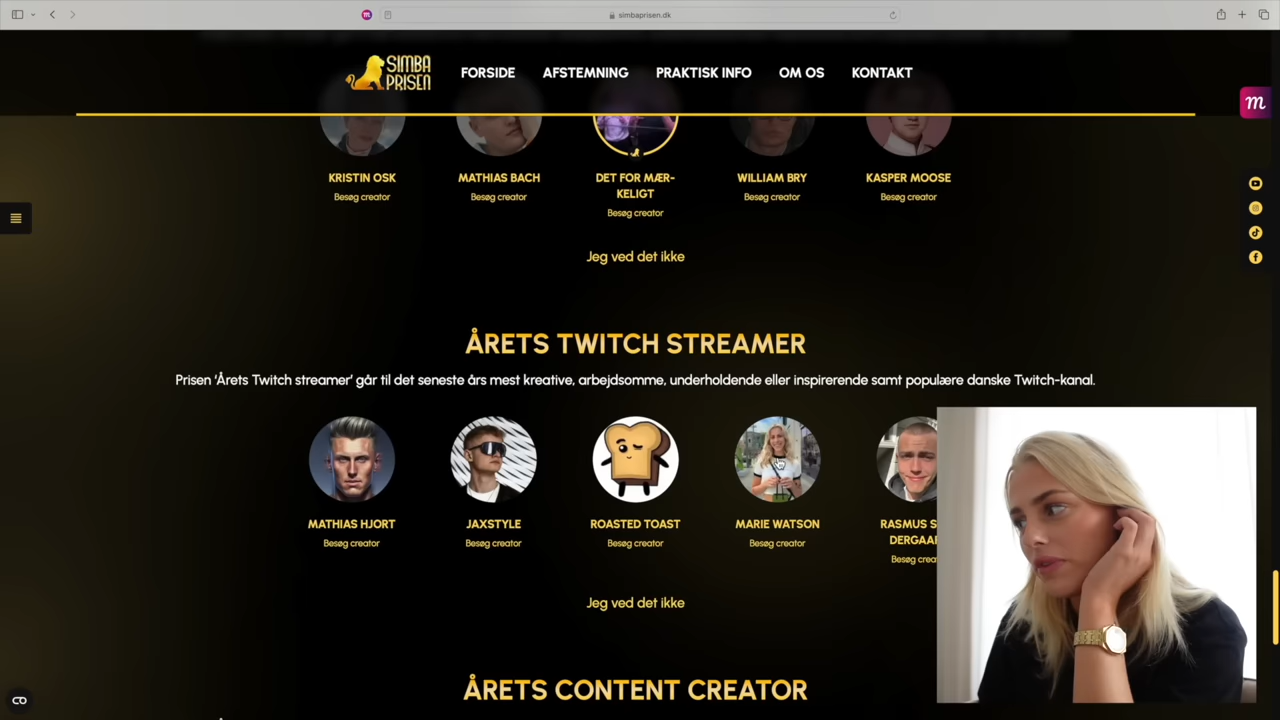 simbaprisen.dk
SIMBA
PRISEN
FORSIDE
AFSTEMNING
PRAKTISK INFO
OM OS
KONTAKT
m
KRISTIN OSK
Besøg creator
MATHIAS BACH
Besøg creator
DET FOR MÆR-
KELIGT
Besøg creator
WILLIAM BRY
Besøg creator
KASPER MOOSE
Besøg creator
Jeg ved det ikke
ÅRETS TWITCH STREAMER
Prisen ‘Årets Twitch streamer’ går til det seneste års mest kreative, arbejdsomme, underholdende eller inspirerende samt populære danske Twitch-kanal.
MATHIAS HJORT
Besøg creator
JAXSTYLE
Besøg creator
ROASTED TOAST
Besøg creator
MARIE WATSON
Besøg creator
RASMUS S
DERGAA
Besøg crea
Jeg ved det ikke
ÅRETS CONTENT CREATOR